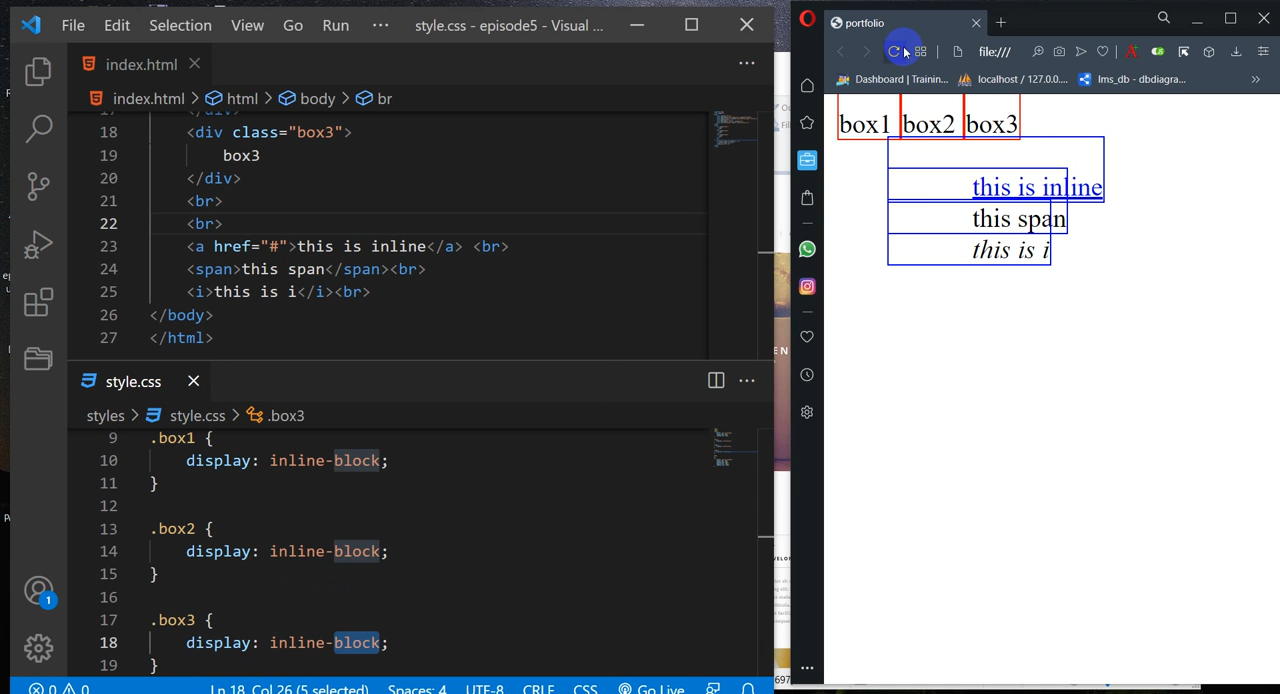 File Edit Selection View Go Run ··· style.css - episode5 - Visual ...
index.html
index.html > html > body > br
17 </div>
18 <div class="box3">
19 box3
20 </div>
21 <br>
22 <br>
23 <a href="#">this is inline</a> <br>
24 <span>this span</span><br>
25 <i>this is i</i><br>
26 </body>
27 </html>
style.css
styles > style.css > .box3
9 .box1 {
10 display: inline-block;
11 }
12
13 .box2 {
14 display: inline-block;
15 }
16
17 .box3 {
18 display: inline-block;
19 }
1
0 0 Ln 18, Col 26 (5 selected) Spaces: 4 UTF-8 CRLF CSS Go Live
portfolio
file:///
Dashboard | Trainin... localhost / 127.0.0.... lms_db - dbdiagra... »
box1 box2 box3
this is inline
this span
this is i